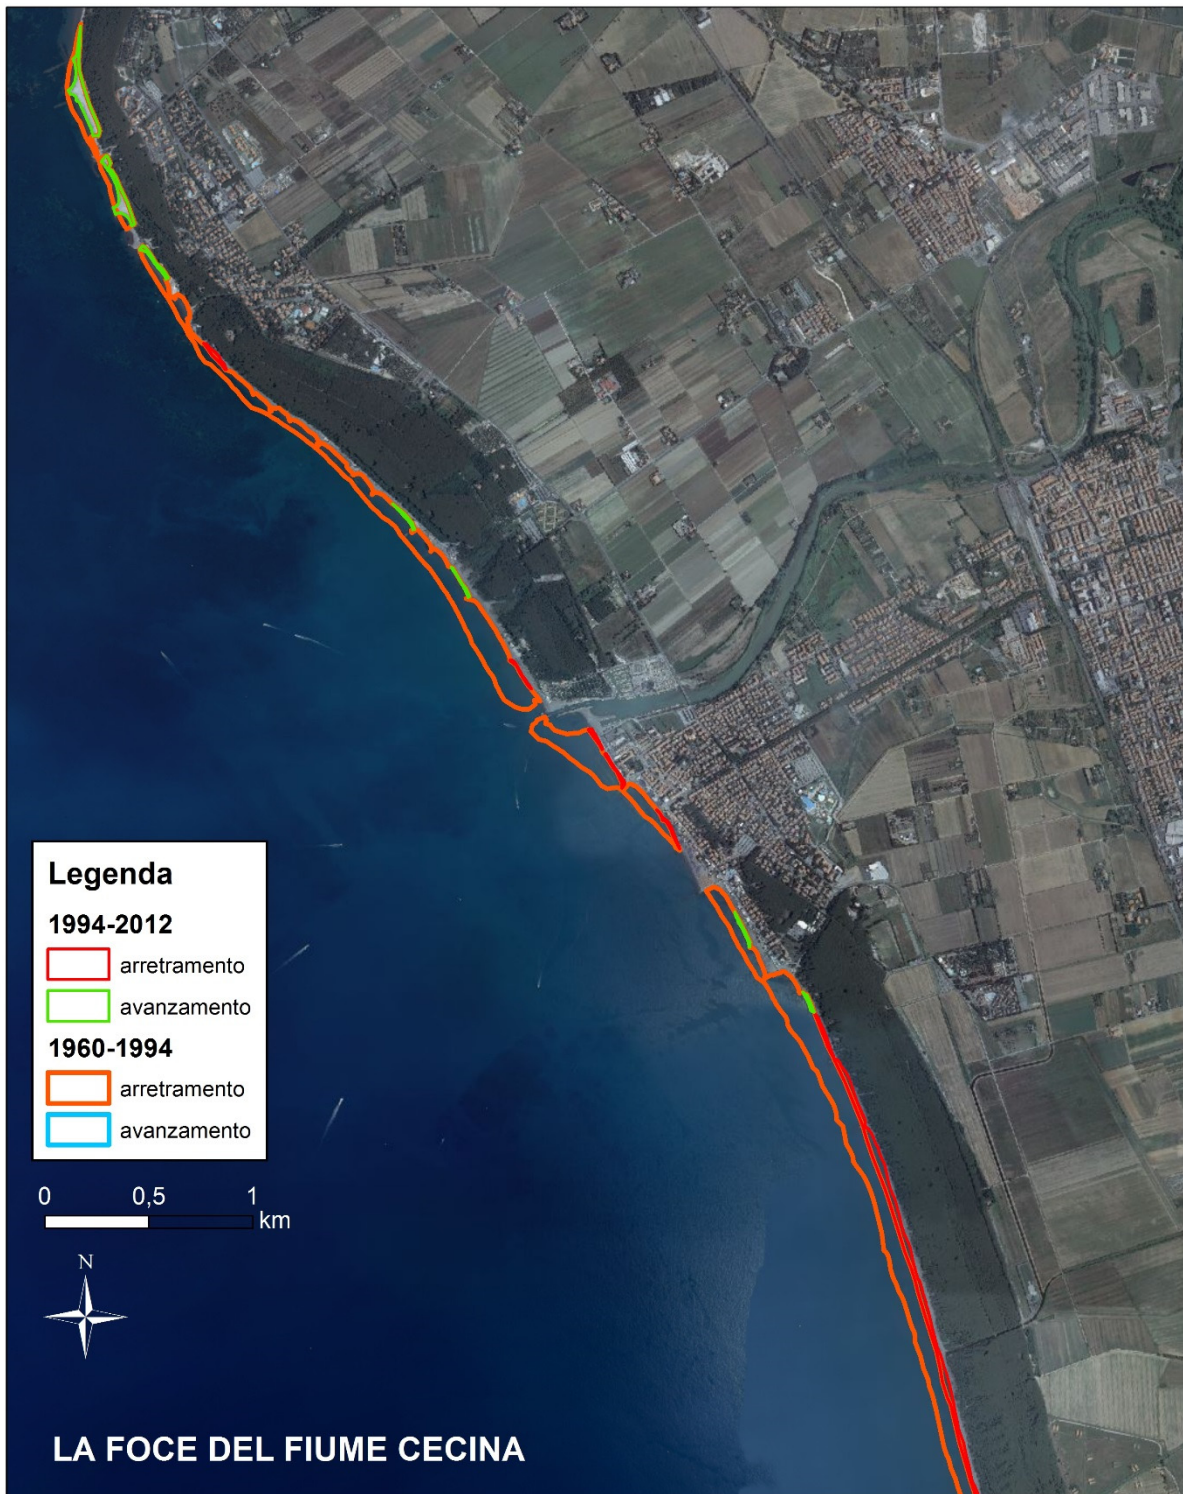 Legenda
1994-2012
arretramento
avanzamento
1960-1994
arretramento
avanzamento
0 0,5 1
km
N
LA FOCE DEL FIUME CECINA